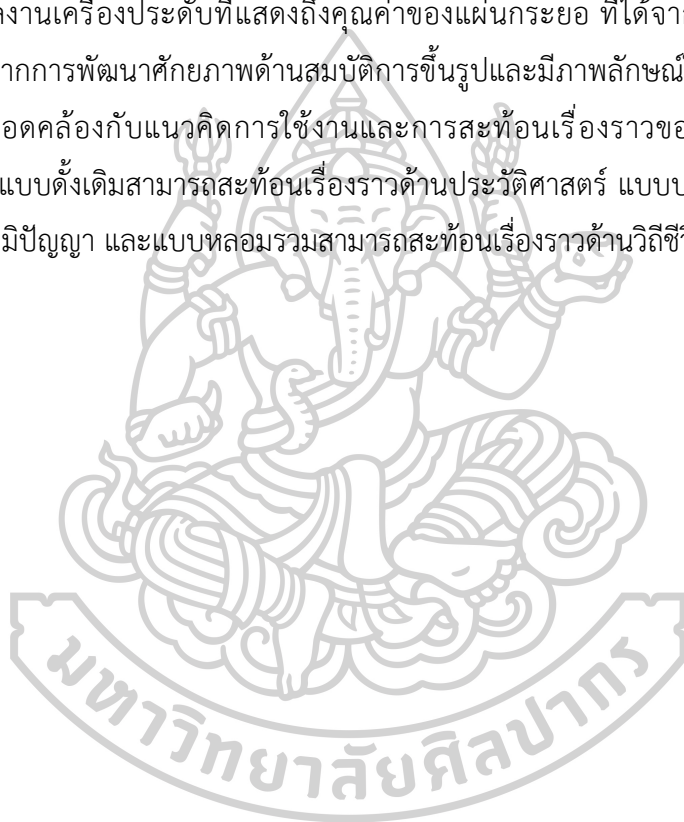 งานเครื่องประดับที่แสดงถึงคุณค่าของแผ่นกระยอ ที่ได้จาก
ากการพัฒนาศักยภาพด้านสมบัติการขึ้นรูปและมีภาพลักษณ์
อดคล้องกับแนวคิดการใช้งานและการสะท้อนเรื่องราวขอ
แบบดั้งเดิมสามารถสะท้อนเรื่องราวด้านประวัติศาสตร์ แบบป
มิปัญญา และแบบหลอมรวมสามารถสะท้อนเรื่องราวด้านวิถีชีวิ
มหาวิทยาลัยศิลปากร